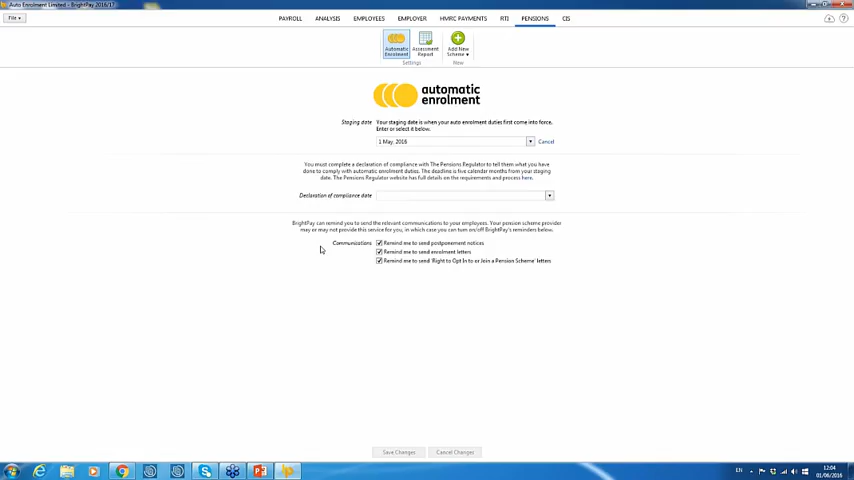 Auto Enrolment Limited - BrightPay 2016/17
File
PAYROLL ANALYSIS EMPLOYEES EMPLOYER HMRC PAYMENTS RTI PENSIONS CIS
Automatic Enrolment
Assessment Report
Add New Scheme
Settings
New
automatic
enrolment
Staging date
Your staging date is when your auto enrolment duties first come into force.
Enter or select it below.
1 May, 2016
Cancel
You must complete a declaration of compliance with The Pensions Regulator to tell them what you have
done to comply with automatic enrolment duties. The deadline is five calendar months from your staging
date. The Pensions Regulator website has full details on the requirements and process here.
Declaration of compliance date
BrightPay can remind you to send the relevant communications to your employees. Your pension scheme provider
may or may not provide this service for you, in which case you can turn on/off BrightPay's reminders below.
Communications
Remind me to send postponement notices
Remind me to send enrolment letters
Remind me to send 'Right to Opt In to or Join a Pension Scheme' letters
Save Changes Cancel Changes
EN
12:04
01/06/2016